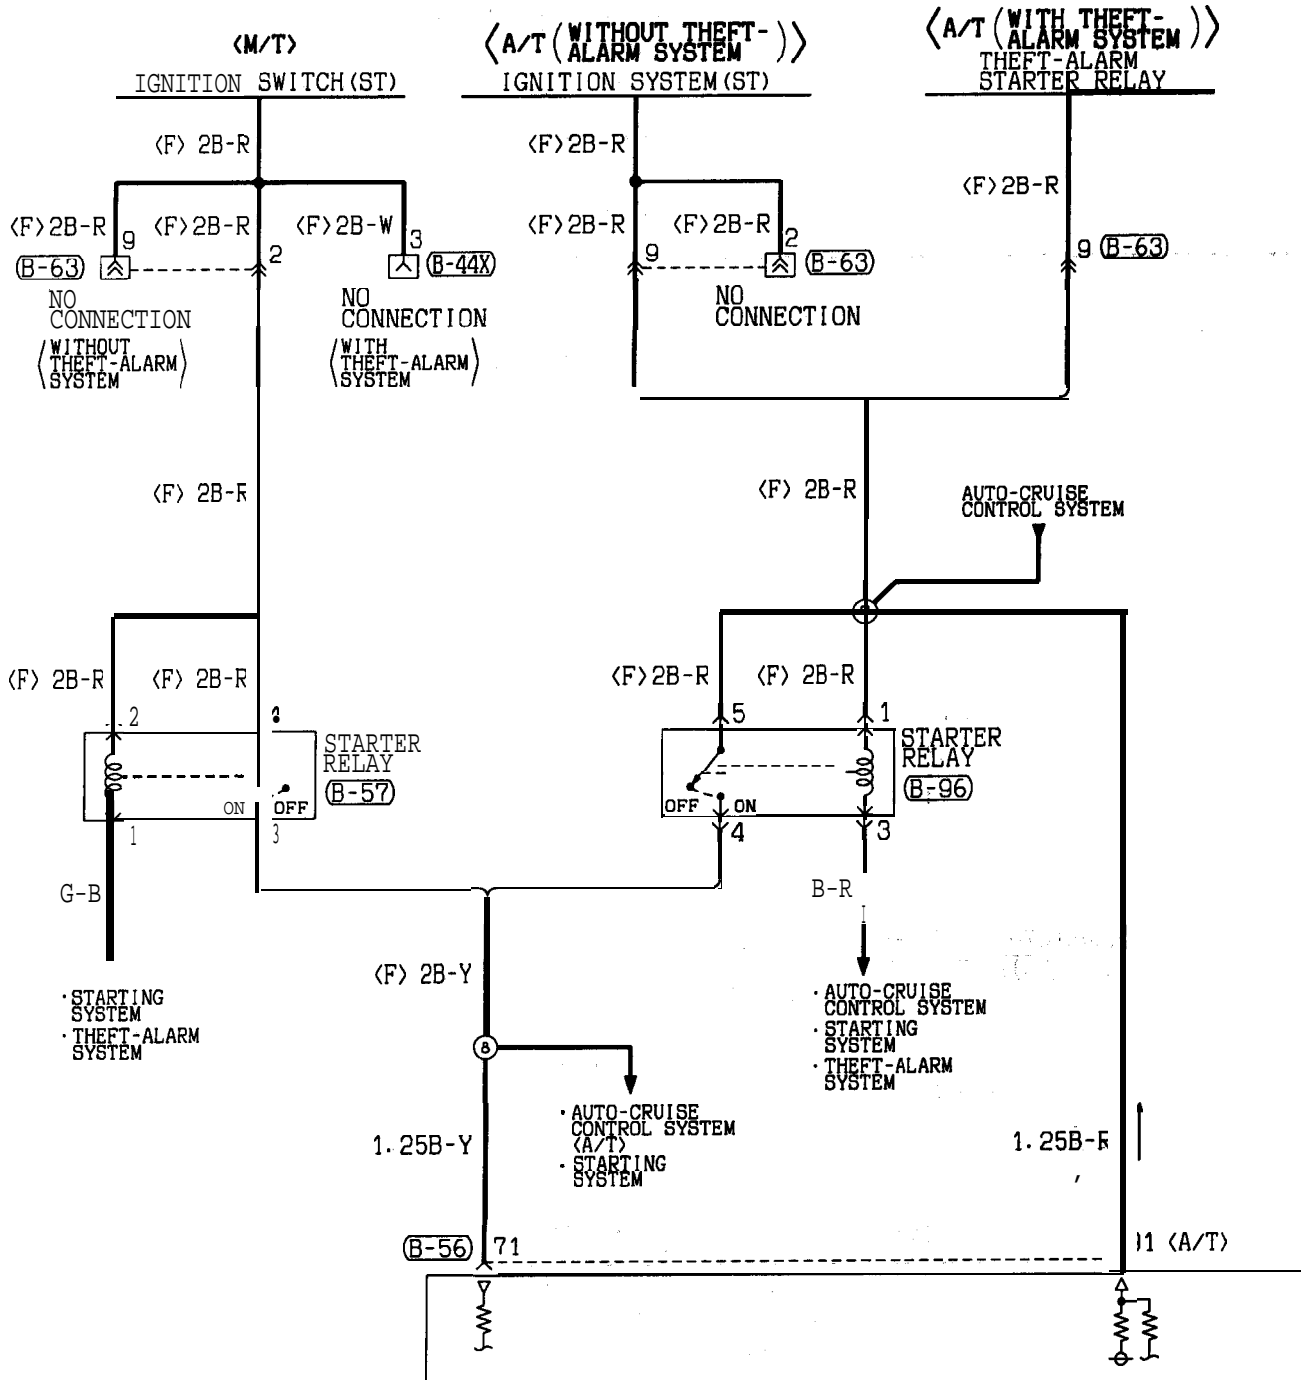 〈M/T〉
IGNITION SWITCH(ST)
〈A/T(WITHOUT THEFT-
ALARM SYSTEM)〉
IGNITION SYSTEM(ST)
〈A/T(WITH THEFT-
ALARM SYSTEM)〉
THEFT-ALARM
STARTER RELAY
〈F〉 2B-R
〈F〉2B-R
〈F〉2B-R
〈F〉2B-R
〈F〉2B-R
〈F〉2B-W
〈F〉2B-R
〈F〉2B-R
9
2
3
9
2
9
B-63
B-44X
B-63
B-63
NO
CONNECTION
〈WITHOUT
THEFT-ALARM
SYSTEM〉
NO
CONNECTION
〈WITH
THEFT-ALARM
SYSTEM〉
NO
CONNECTION
〈F〉 2B-R
〈F〉 2B-R
AUTO-CRUISE
CONTROL SYSTEM
〈F〉 2B-R
〈F〉 2B-R
〈F〉2B-R
〈F〉 2B-R
2
5
1
STARTER
RELAY
B-57
ON
OFF
1
3
STARTER
RELAY
B-96
OFF
ON
4
3
G-B
B-R
·STARTING
SYSTEM
·THEFT-ALARM
SYSTEM
〈F〉 2B-Y
·AUTO-CRUISE
CONTROL SYSTEM
·STARTING
SYSTEM
·THEFT-ALARM
SYSTEM
8
·AUTO-CRUISE
CONTROL SYSTEM
〈A/T〉
·STARTING
SYSTEM
1.25B-Y
1.25B-R
B-56
71
〈A/T〉